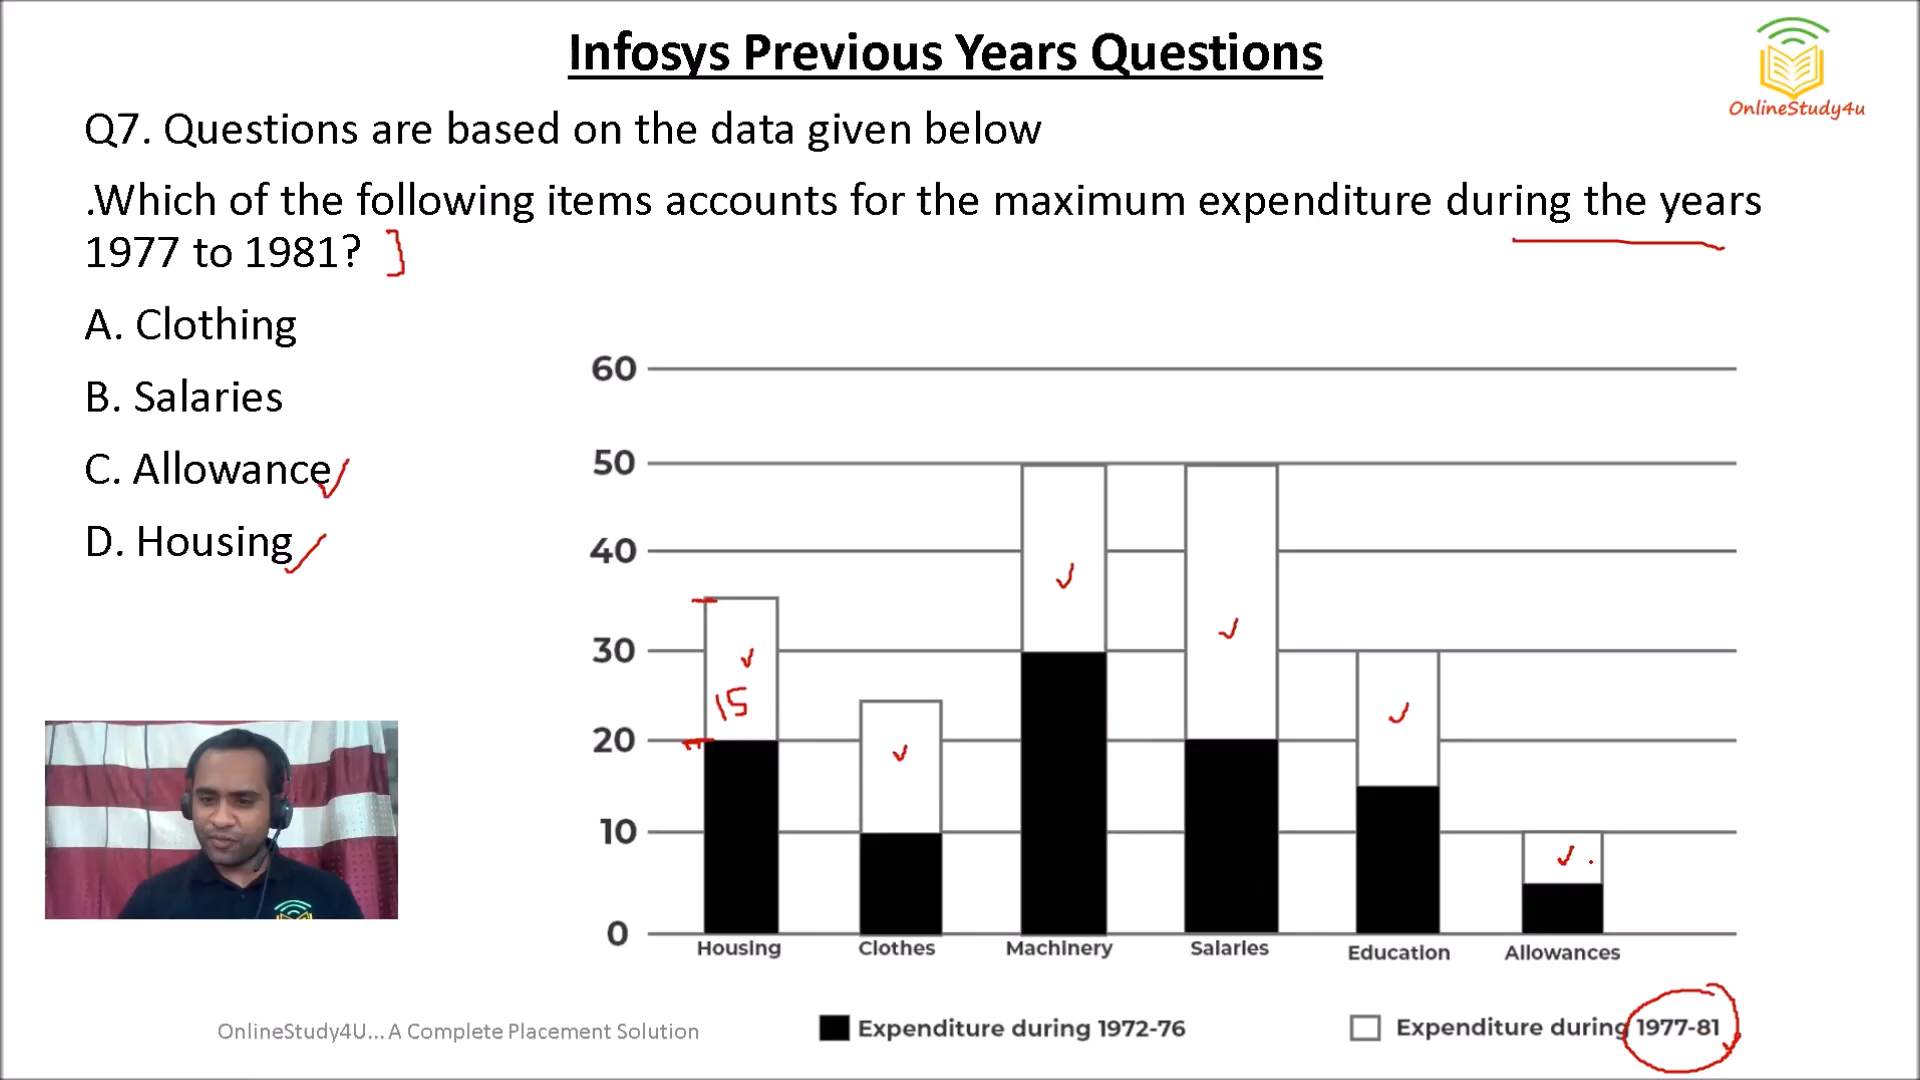 Infosys Previous Years Questions
OnlineStudy4u
Q7. Questions are based on the data given below
.Which of the following items accounts for the maximum expenditure during the years
1977 to 1981?
A. Clothing
B. Salaries
C. Allowance
D. Housing
60
50
40
30
20
10
0
15
Housing Clothes Machinery Salaries Education Allowances
Expenditure during 1972-76 Expenditure during 1977-81
OnlineStudy4U... A Complete Placement Solution